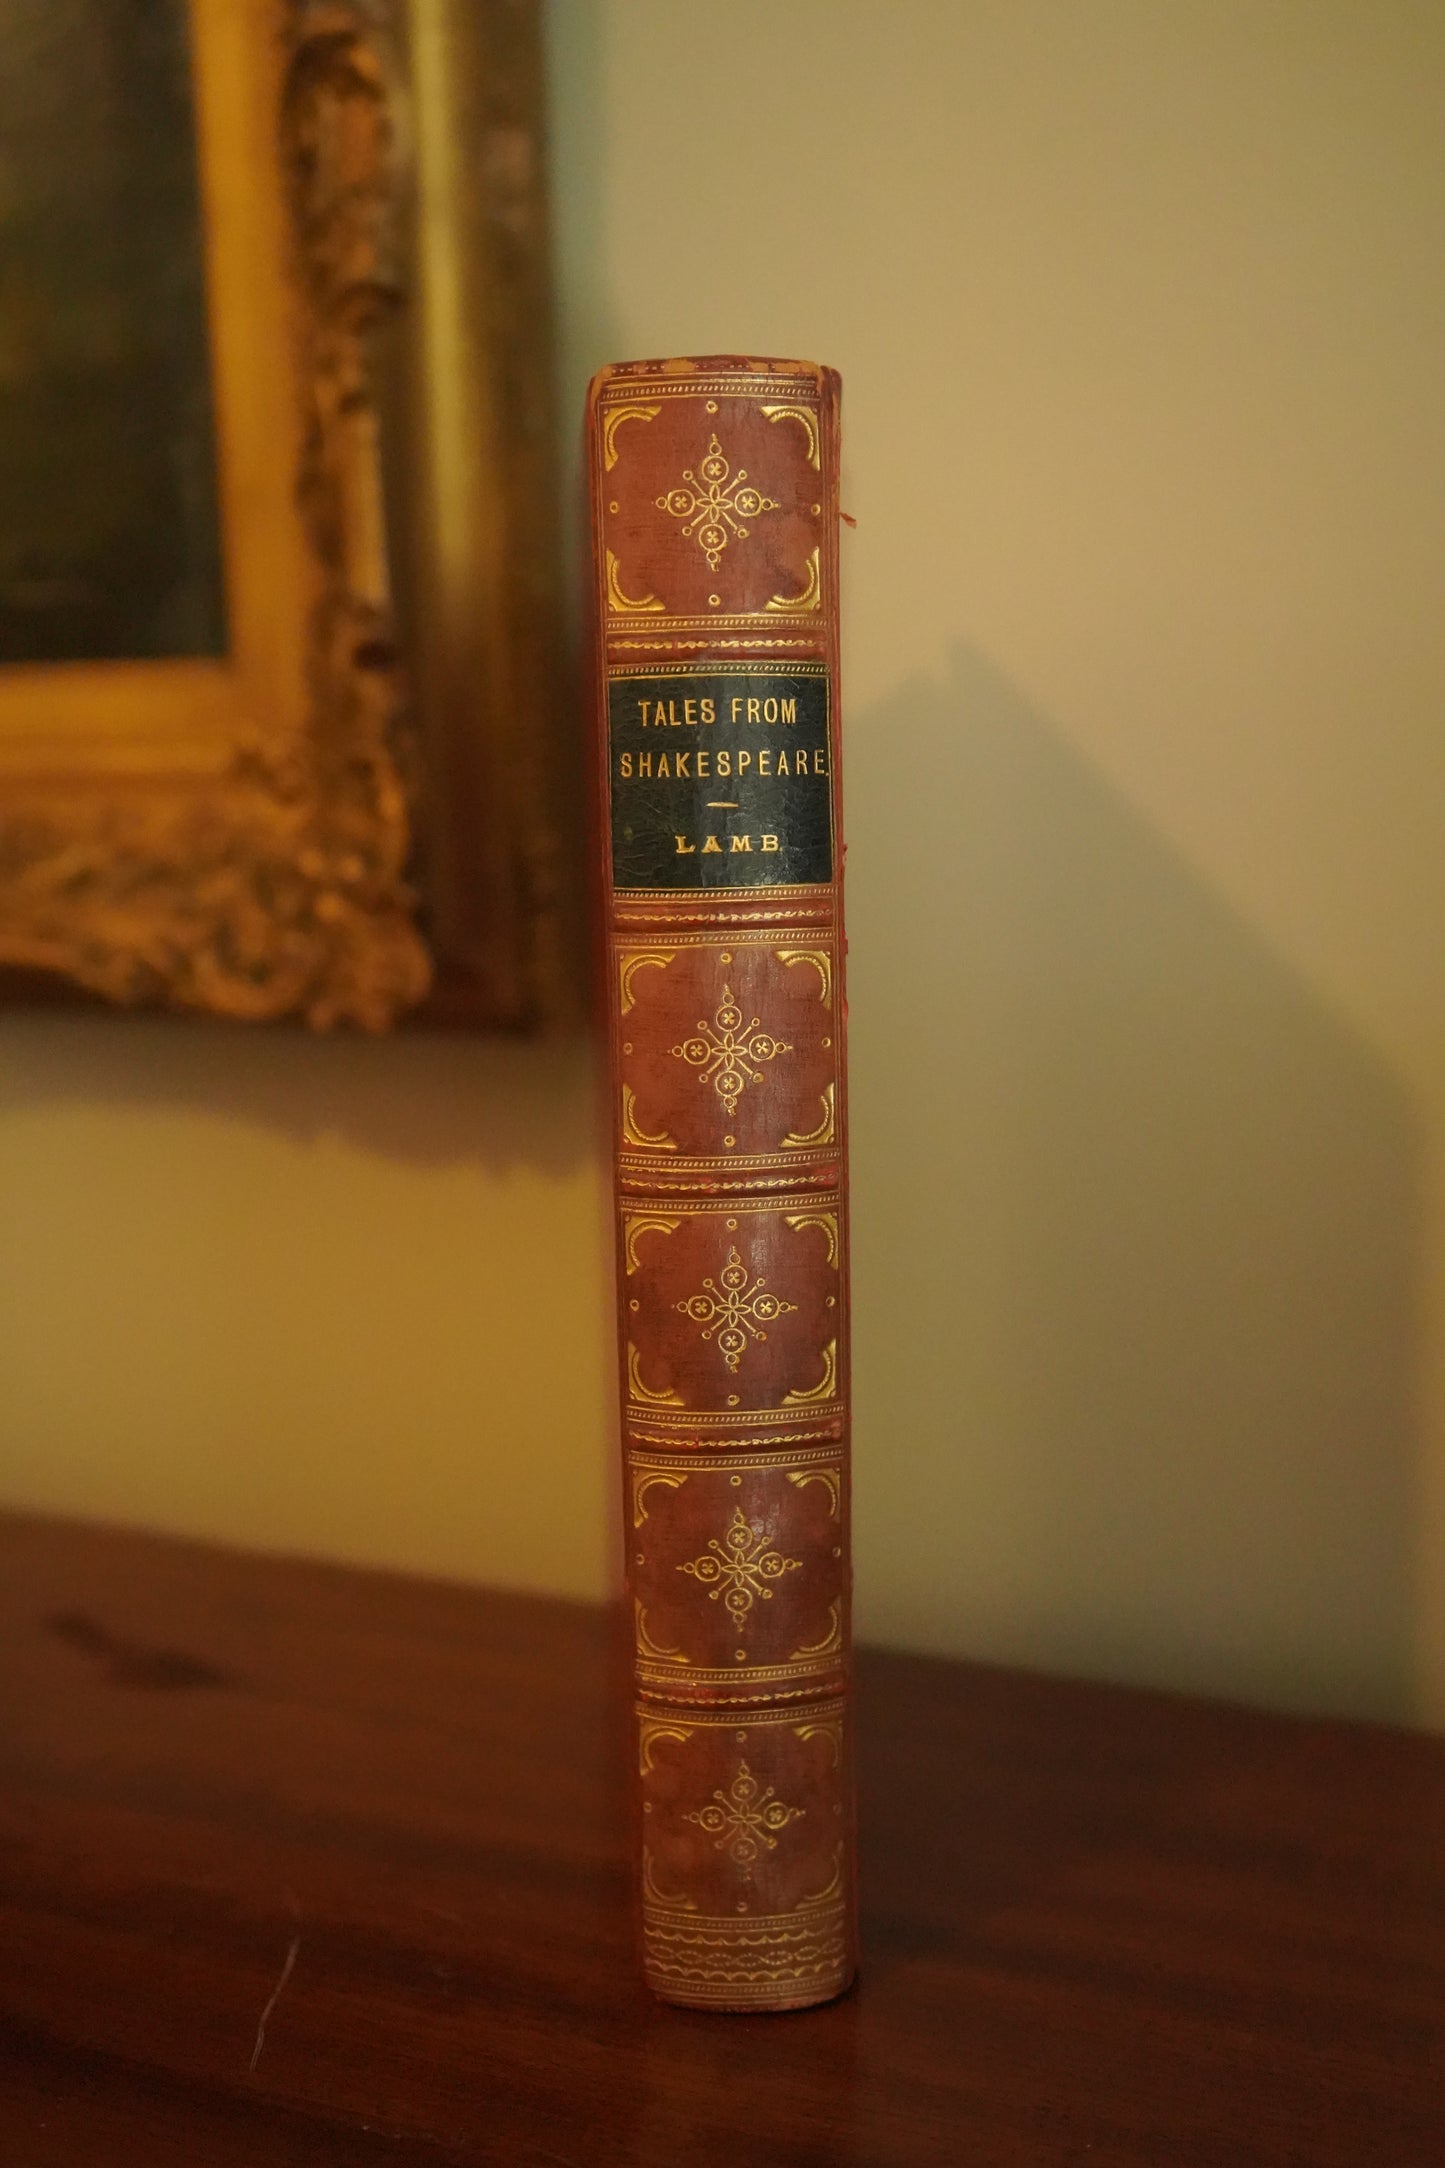 TALES FROM
SHAKESPEARE.
LAMB.